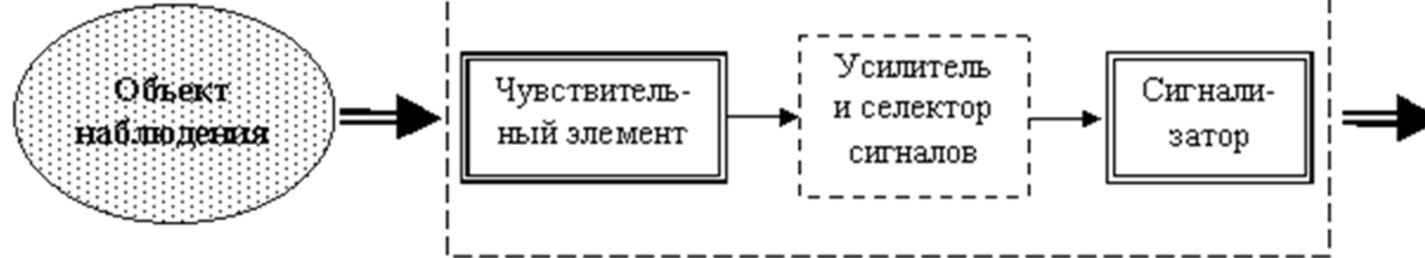 Объект
наблюдения
Чувствитель-
ный элемент
Усилитель
и селектор
сигналов
Сигнали-
затор